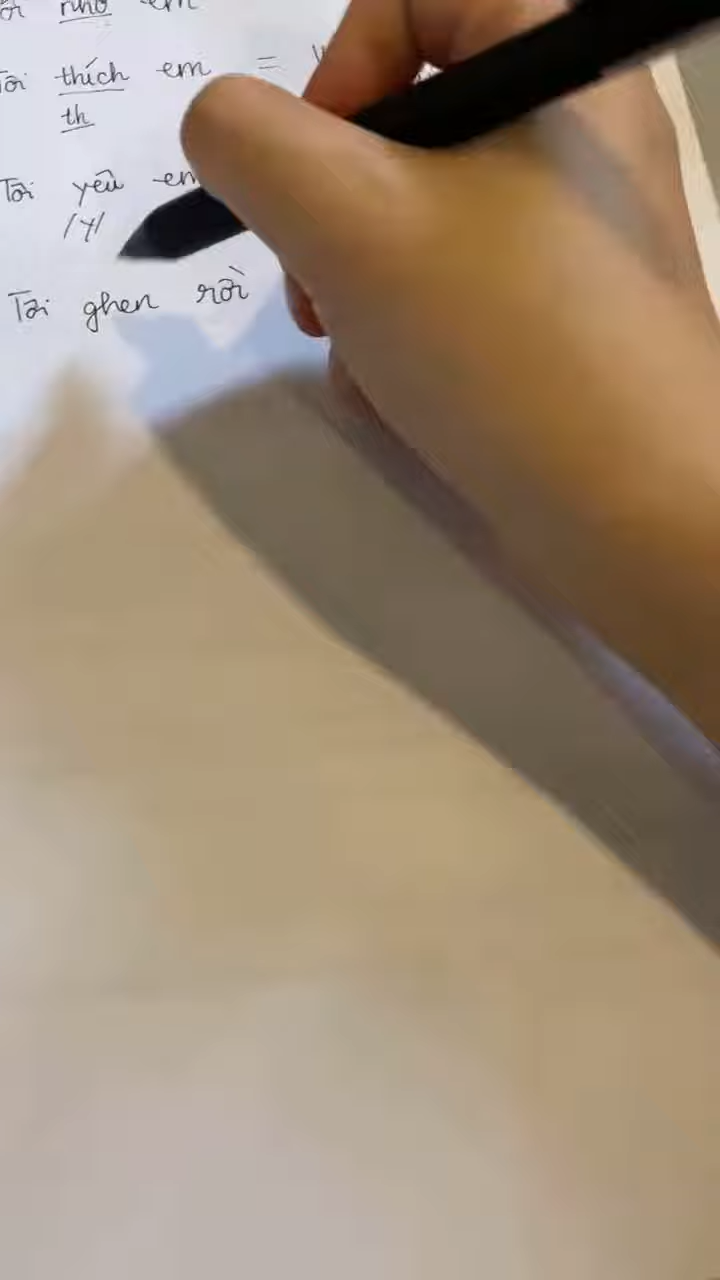 nhớ em
Tôi thích em =
th
Tôi yêu em
/Y/
Tôi ghen rồi